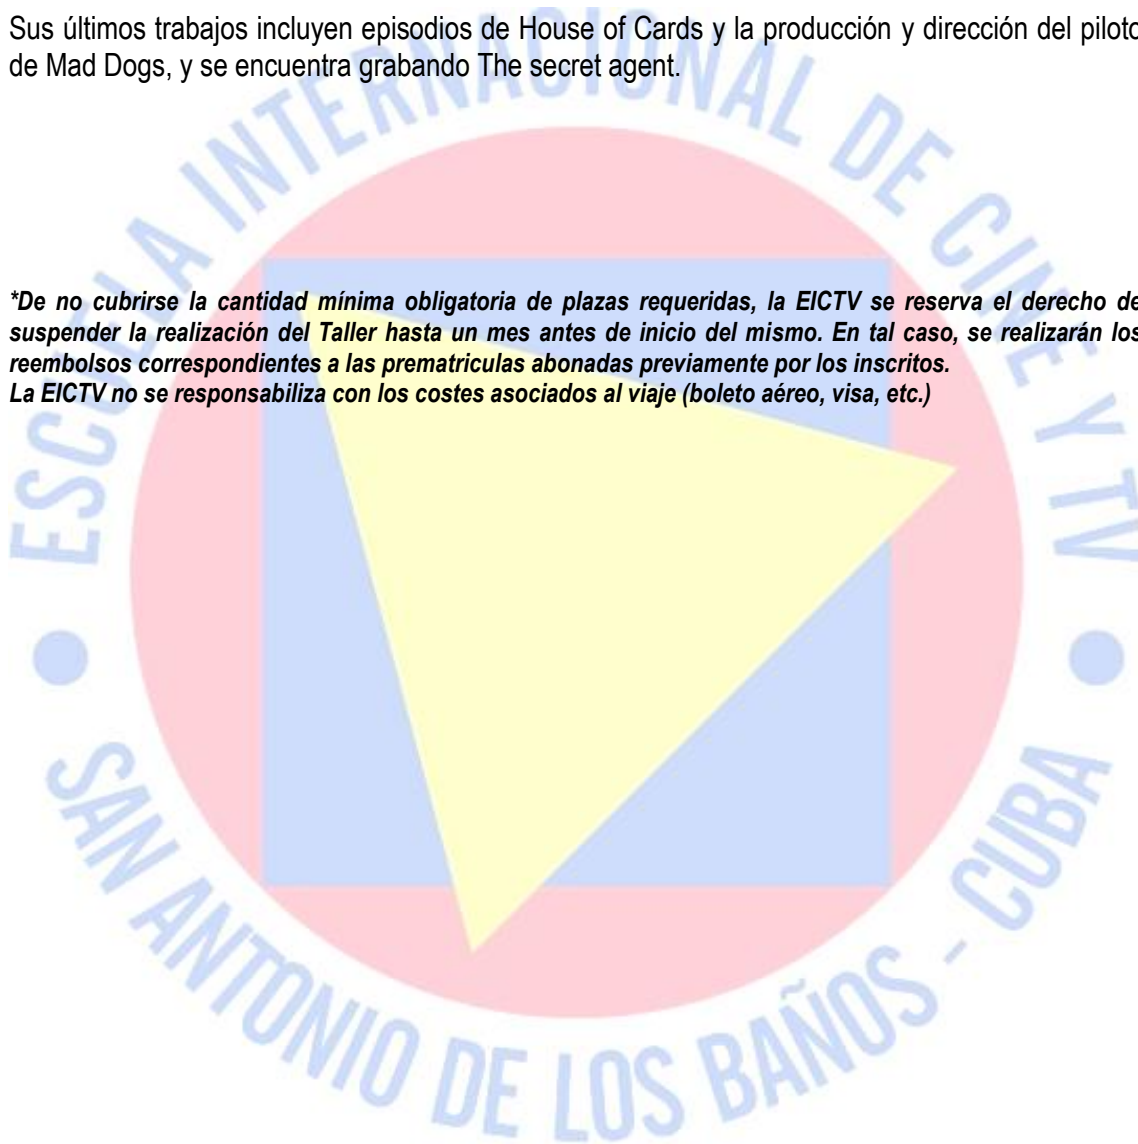 Sus últimos trabajos incluyen episodios de House of Cards y la producción y dirección del piloto
de Mad Dogs, y se encuentra grabando The secret agent.
*De no cubrirse la cantidad mínima obligatoria de plazas requeridas, la EICTV se reserva el derecho de
suspender la realización del Taller hasta un mes antes de inicio del mismo. En tal caso, se realizarán los
reembolsos correspondientes a las prematriculas abonadas previamente por los inscritos.
La EICTV no se responsabiliza con los costes asociados al viaje (boleto aéreo, visa, etc.)
ESCUELA INTERNACIONAL DE CINE Y TV
SAN ANTONIO DE LOS BAÑOS - CUBA